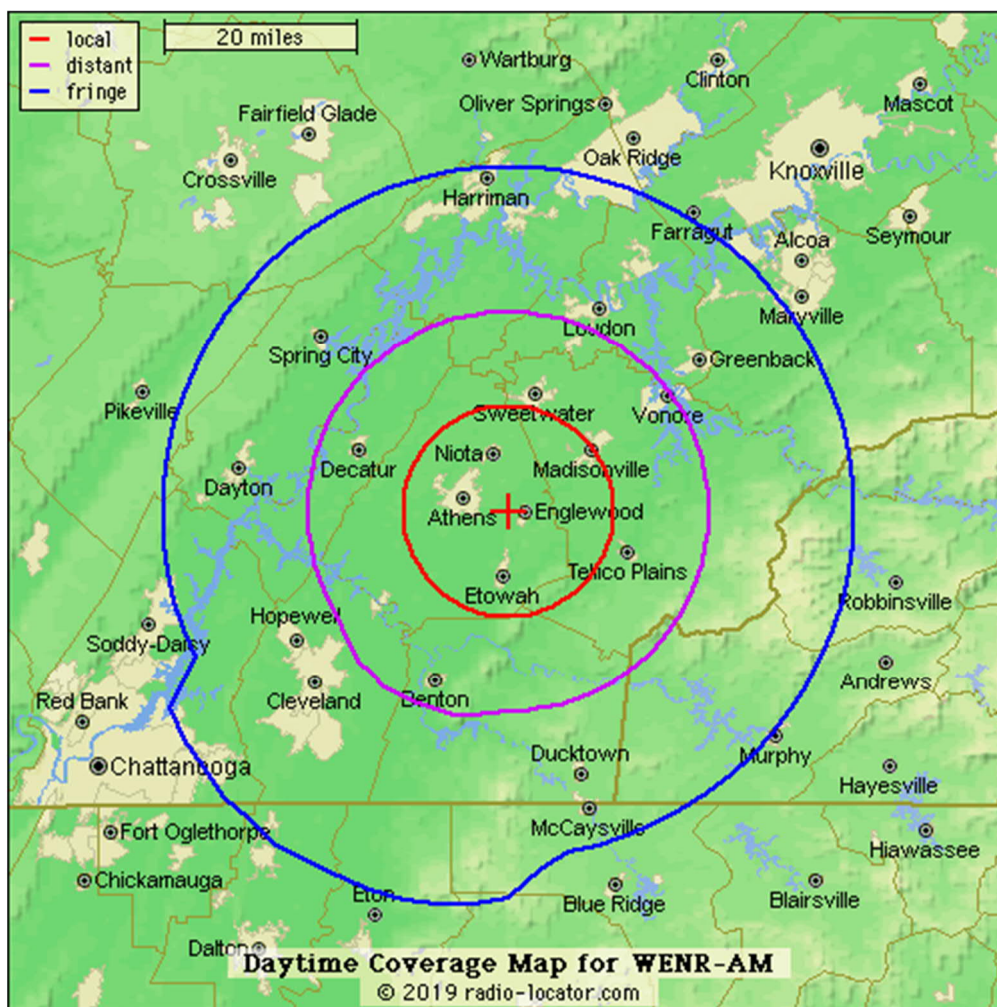 local
distant
fringe
20 miles
Wartburg
Clinton
Mascot
Oliver Springs
Fairfield Glade
Oak Ridge
Knoxville
Crossville
Harriman
Farragut
Seymour
Alcoa
Maryville
Loudon
Spring City
Greenback
Pikeville
Sweetwater
Vonore
Niota
Madisonville
Decatur
Dayton
Athens
Englewood
Tellico Plains
Etowah
Robbinsville
Hopewell
Soddy-Daisy
Andrews
Red Bank
Cleveland
Benton
Murphy
Ducktown
Chattanooga
Hayesville
McCaysville
Fort Oglethorpe
Hiawassee
Chickamauga
Eton
Blue Ridge
Blairsville
Dalton
Daytime Coverage Map for WENR-AM
© 2019 radio-locator.com